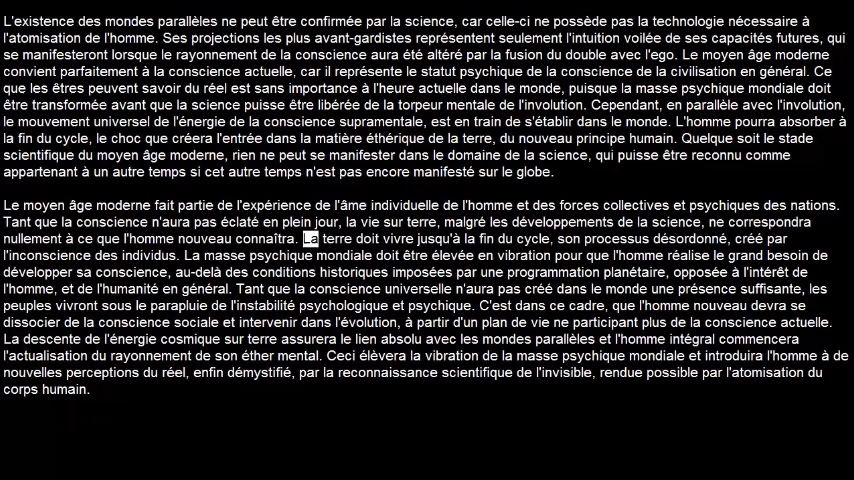 L'existence des mondes parallèles ne peut être confirmée par la science, car celle-ci ne possède pas la technologie nécessaire à
l'atomisation de l'homme. Ses projections les plus avant-gardistes représentent seulement l'intuition voilée de ses capacités futures, qui
se manifesteront lorsque le rayonnement de la conscience aura été altéré par la fusion du double avec l'ego. Le moyen âge moderne
convient parfaitement à la conscience actuelle, car il représente le statut psychique de la conscience de la civilisation en général. Ce
que les êtres peuvent savoir du réel est sans importance à l'heure actuelle dans le monde, puisque la masse psychique mondiale doit
être transformée avant que la science puisse être libérée de la torpeur mentale de l'involution. Cependant, en parallèle avec l'involution,
le mouvement universel de l'énergie de la conscience supramentale, est en train de s'établir dans le monde. L'homme pourra absorber à
la fin du cycle, le choc que créera l'entrée dans la matière éthérique de la terre, du nouveau principe humain. Quelque soit le stade
scientifique du moyen âge moderne, rien ne peut se manifester dans le domaine de la science, qui puisse être reconnu comme
appartenant à un autre temps si cet autre temps n'est pas encore manifesté sur le globe.
Le moyen âge moderne fait partie de l'expérience de l'âme individuelle de l'homme et des forces collectives et psychiques des nations.
Tant que la conscience n'aura pas éclaté en plein jour, la vie sur terre, malgré les développements de la science, ne correspondra
nullement à ce que l'homme nouveau connaîtra. La terre doit vivre jusqu'à la fin du cycle, son processus désordonné, créé par
l'inconscience des individus. La masse psychique mondiale doit être élevée en vibration pour que l'homme réalise le grand besoin de
développer sa conscience, au-delà des conditions historiques imposées par une programmation planétaire, opposée à l'intérêt de
l'homme, et de l'humanité en général. Tant que la conscience universelle n'aura pas créé dans le monde une présence suffisante, les
peuples vivront sous le parapluie de l'instabilité psychologique et psychique. C'est dans ce cadre, que l'homme nouveau devra se
dissocier de la conscience sociale et intervenir dans l'évolution, à partir d'un plan de vie ne participant plus de la conscience actuelle.
La descente de l'énergie cosmique sur terre assurera le lien absolu avec les mondes parallèles et l'homme intégral commencera
l'actualisation du rayonnement de son éther mental. Ceci élèvera la vibration de la masse psychique mondiale et introduira l'homme à de
nouvelles perceptions du réel, enfin démystifié, par la reconnaissance scientifique de l'invisible, rendue possible par l'atomisation du
corps humain.